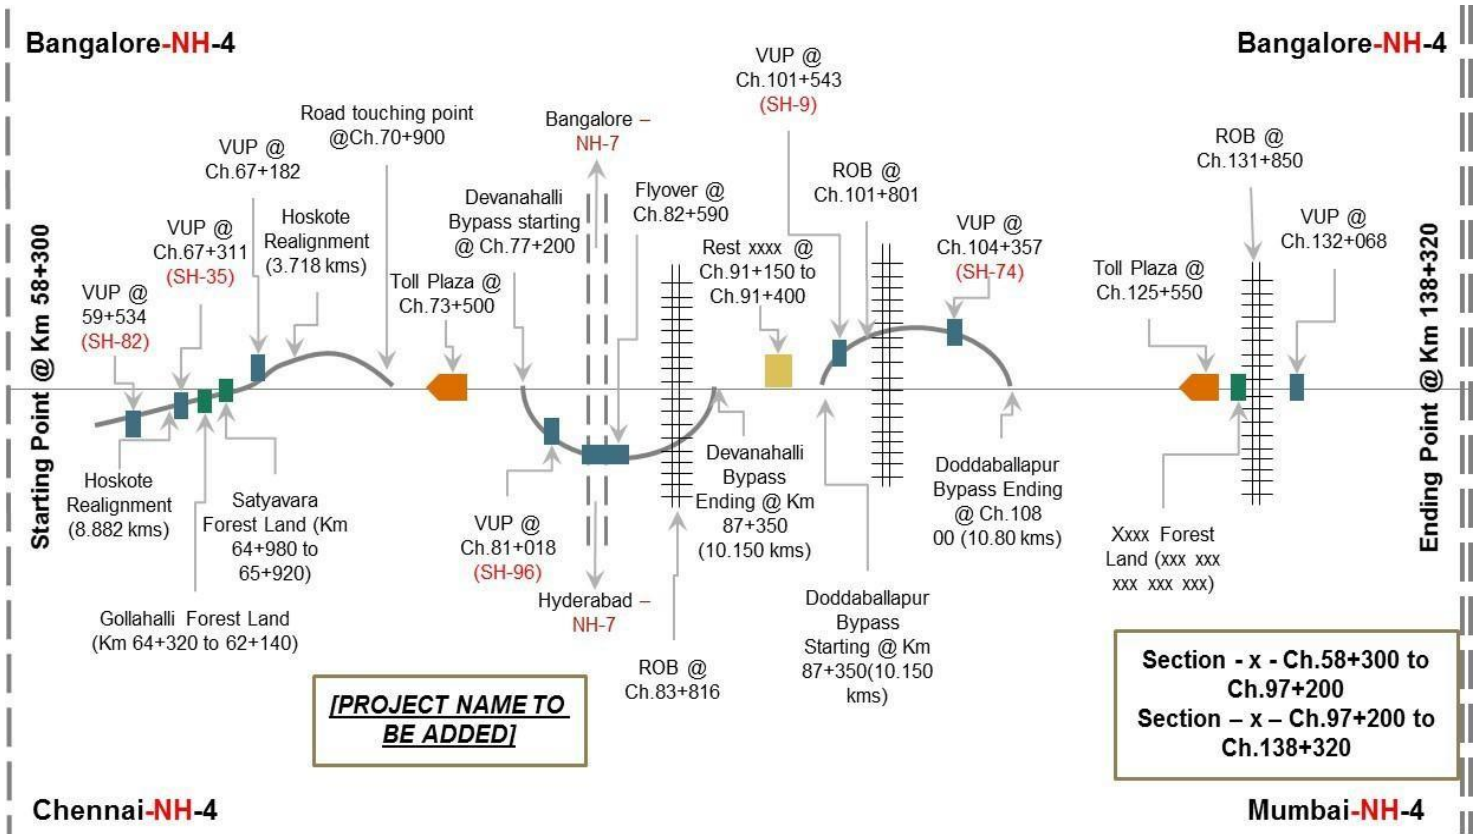 Bangalore-NH-4
Bangalore-NH-4
Starting Point @ Km 58+300
VUP @
59+534
(SH-82)
VUP @
Ch.67+311
(SH-35)
VUP @
Ch.67+182
Hoskote
Realignment
(3.718 kms)
Road touching point
@Ch.70+900
Toll Plaza @
Ch.73+500
Devanahalli
Bypass starting
@ Ch.77+200
Bangalore –
NH-7
Flyover @
Ch.82+590
Rest xxxx @
Ch.91+150 to
Ch.91+400
VUP @
Ch.101+543
(SH-9)
ROB @
Ch.101+801
VUP @
Ch.104+357
(SH-74)
Toll Plaza @
Ch.125+550
ROB @
Ch.131+850
VUP @
Ch.132+068
Ending Point @ Km 138+320
Hoskote
Realignment
(8.882 kms)
Satyavara
Forest Land (Km
64+980 to
65+920)
Gollahalli Forest Land
(Km 64+320 to 62+140)
VUP @
Ch.81+018
(SH-96)
Hyderabad –
NH-7
ROB @
Ch.83+816
Devanahalli
Bypass
Ending @ Km
87+350
(10.150 kms)
Doddaballapur
Bypass
Starting @ Km
87+350(10.150
kms)
Doddaballapur
Bypass Ending
@ Ch.108
00 (10.80 kms)
Xxxx Forest
Land (xxx xxx
xxx xxx xxx)
[PROJECT NAME TO
BE ADDED]
Section - x - Ch.58+300 to
Ch.97+200
Section – x – Ch.97+200 to
Ch.138+320
Chennai-NH-4
Mumbai-NH-4